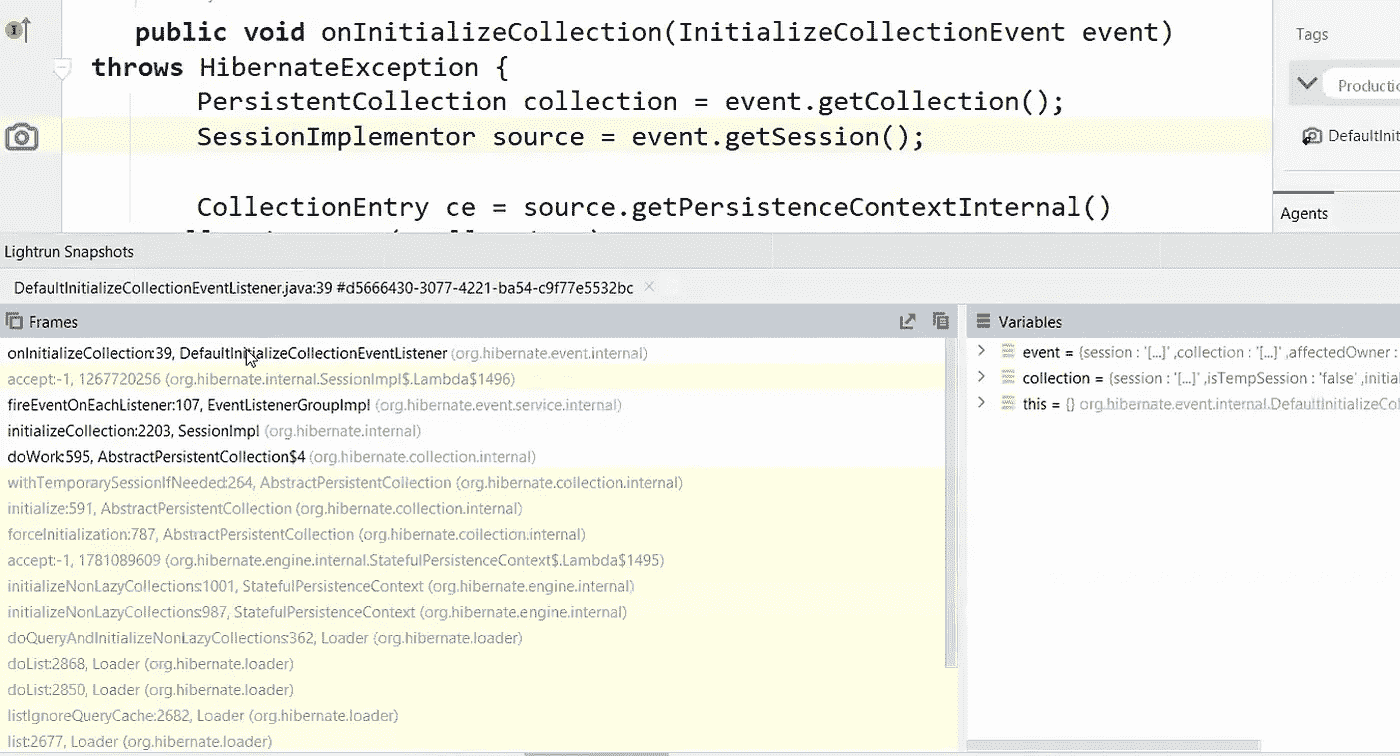 public void onInitializeCollection(InitializeCollectionEvent event)
throws HibernateException {
PersistentCollection collection = event.getCollection();
SessionImplementor source = event.getSession();
CollectionEntry ce = source.getPersistenceContextInternal()
Tags
Productio
DefaultInit
Agents
Lightrun Snapshots
DefaultInitializeCollectionEventListener.java:39 #d5666430-3077-4221-ba54-c9f77e5532bc
Frames
onInitializeCollection:39, DefaultInitializeCollectionEventListener (org.hibernate.event.internal)
accept:-1, 1267720256 (org.hibernate.internal.SessionImpl$.Lambda$1496)
fireEventOnEachListener:107, EventListenerGroupImpl (org.hibernate.event.service.internal)
initializeCollection:2203, SessionImpl (org.hibernate.internal)
doWork:595, AbstractPersistentCollection$4 (org.hibernate.collection.internal)
withTemporarySessionIfNeeded:264, AbstractPersistentCollection (org.hibernate.collection.internal)
initialize:591, AbstractPersistentCollection (org.hibernate.collection.internal)
forceInitialization:787, AbstractPersistentCollection (org.hibernate.collection.internal)
accept:-1, 1781089609 (org.hibernate.engine.internal.StatefulPersistenceContext$.Lambda$1495)
initializeNonLazyCollections:1001, StatefulPersistenceContext (org.hibernate.engine.internal)
initializeNonLazyCollections:987, StatefulPersistenceContext (org.hibernate.engine.internal)
doQueryAndInitializeNonLazyCollections:362, Loader (org.hibernate.loader)
doList:2868, Loader (org.hibernate.loader)
doList:2850, Loader (org.hibernate.loader)
listIgnoreQueryCache:2682, Loader (org.hibernate.loader)
list:2677, Loader (org.hibernate.loader)
Variables
event = {session : '[...]' ,collection : '[...]' ,affectedOwner :
collection = {session : '[...]' ,isTempSession : 'false' ,initial
this = {} org.hibernate.event.internal.DefaultInitializeCol